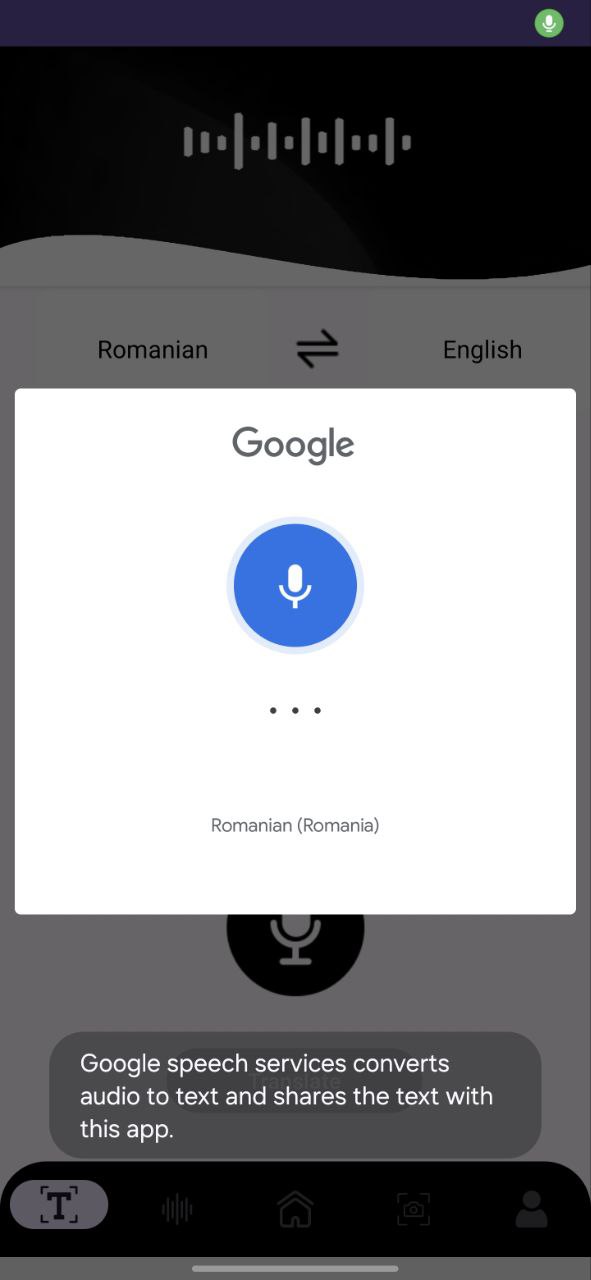 Romanian
English
Google
Romanian (Romania)
Translate
Google speech services converts
audio to text and shares the text with
this app.
T